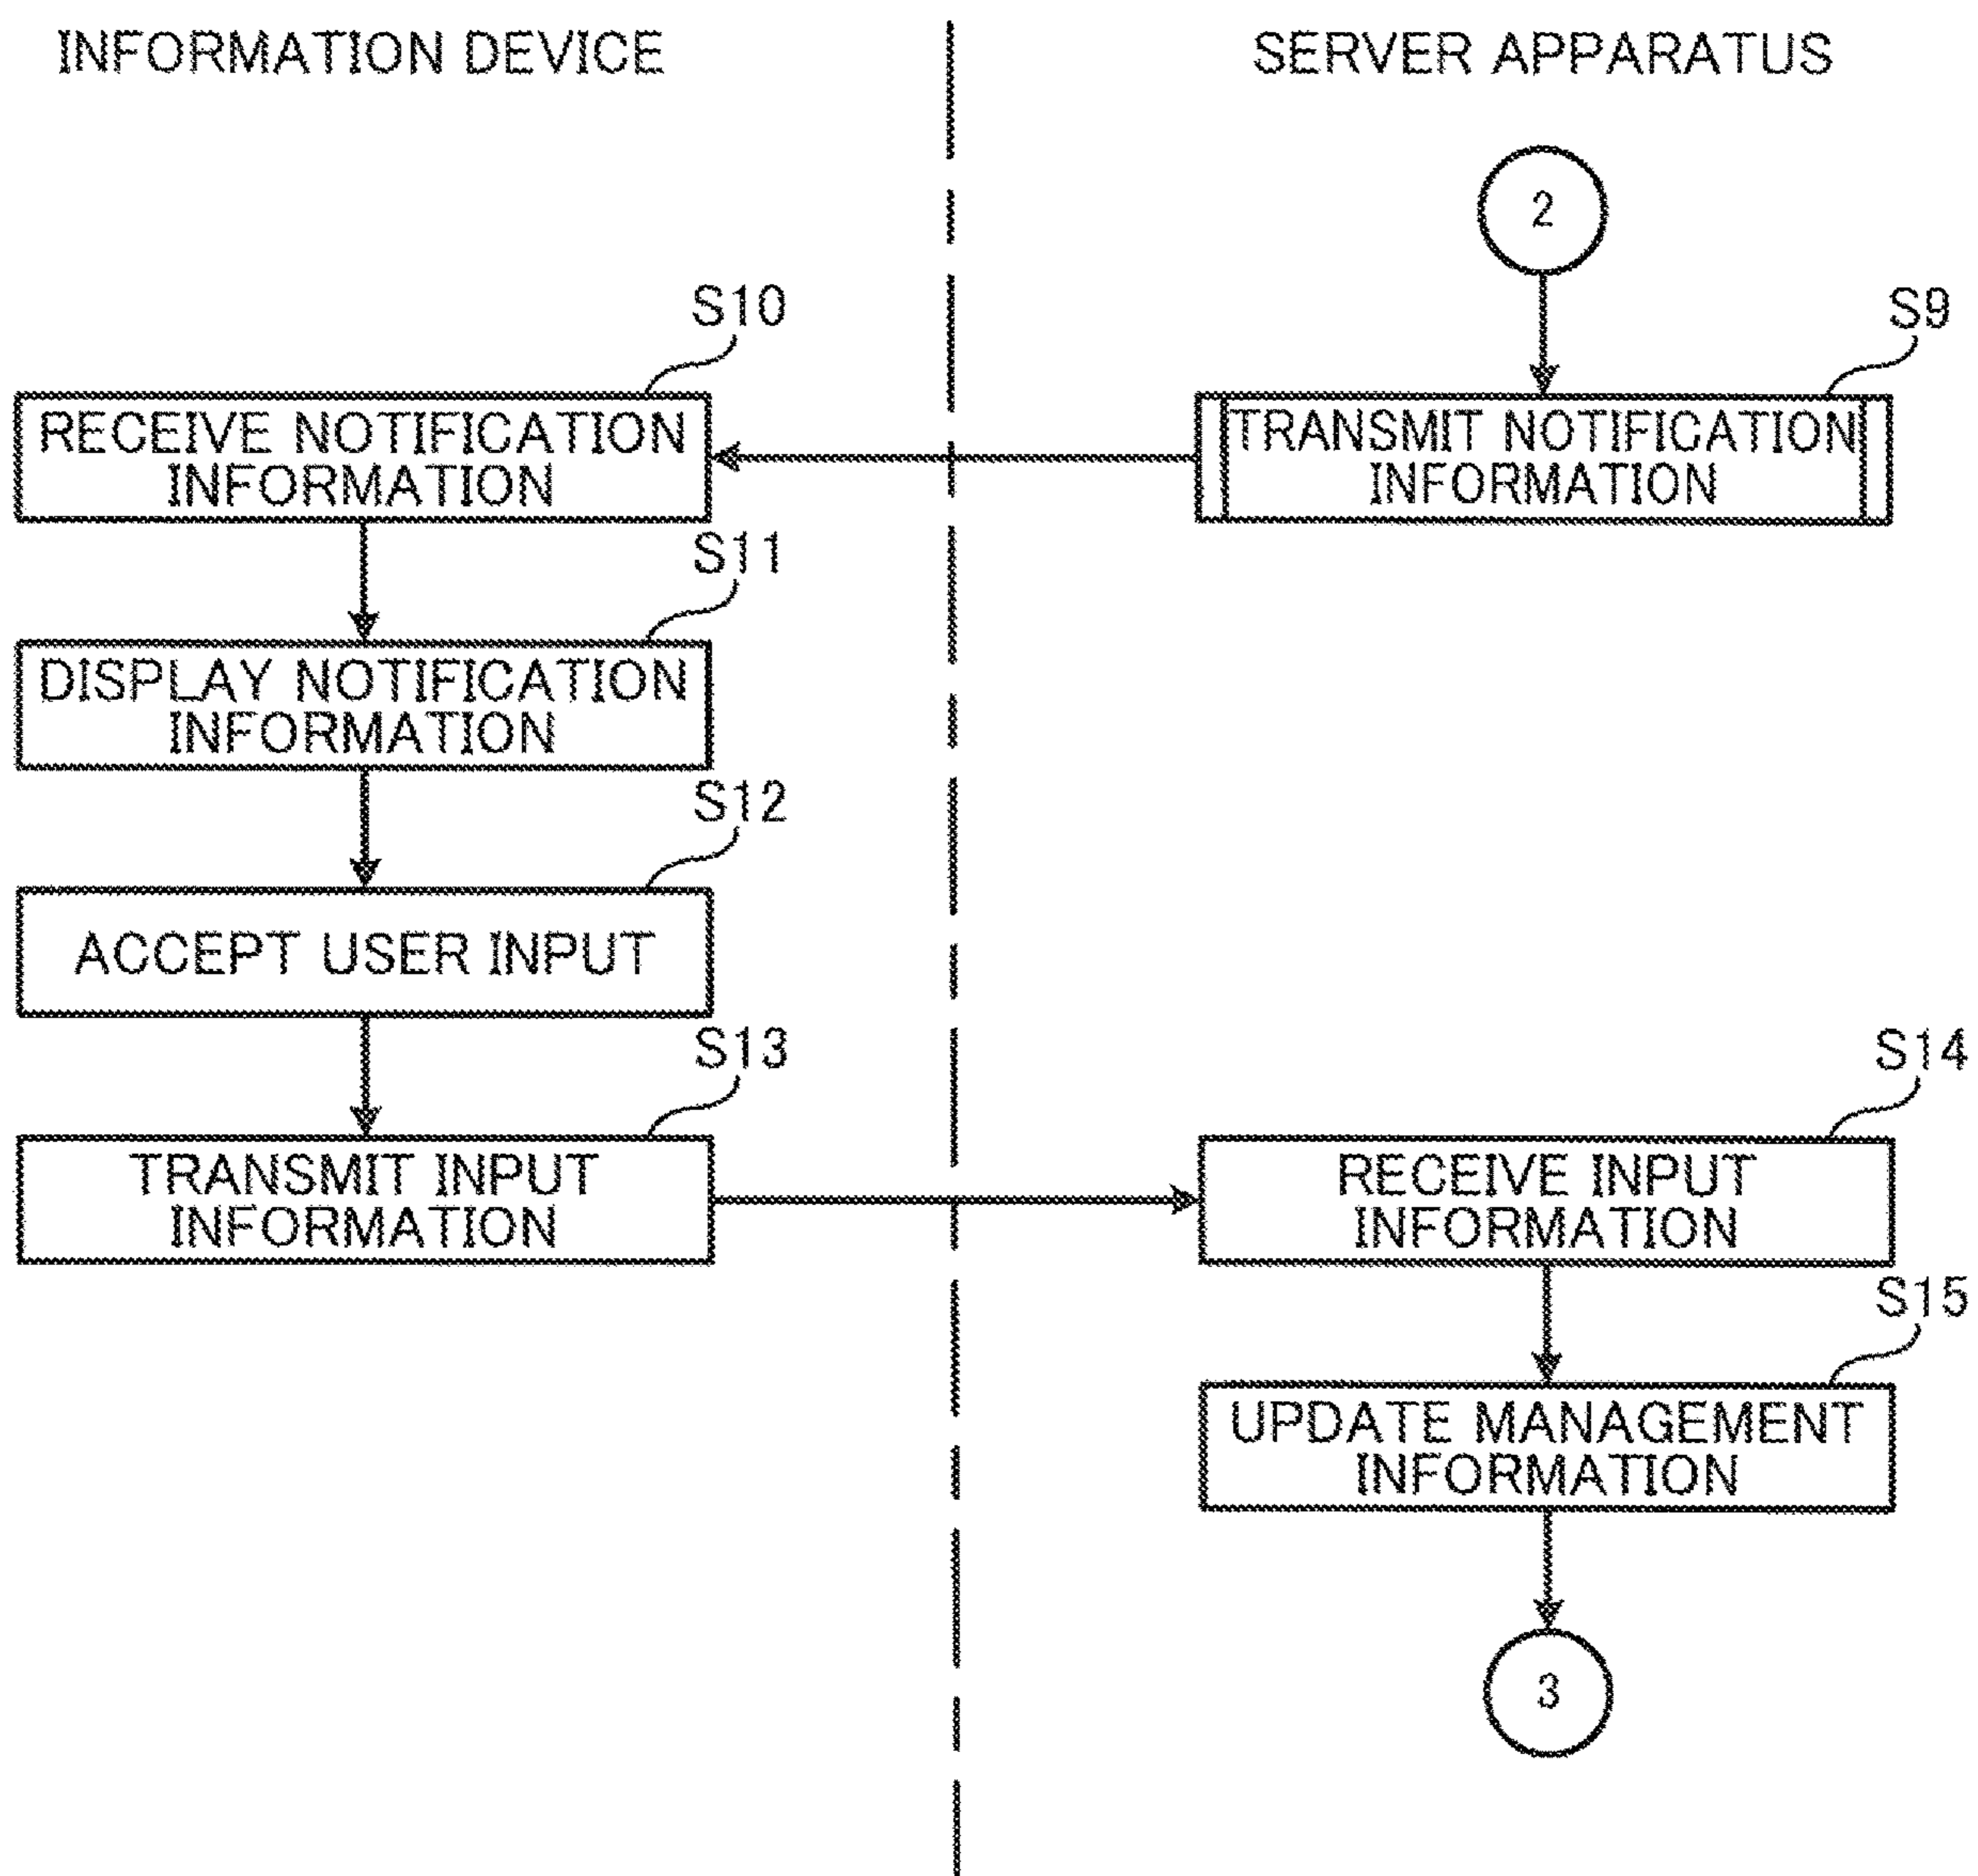 INFORMATION DEVICE
SERVER APPARATUS
2
S9
TRANSMIT NOTIFICATION
INFORMATION
S10
RECEIVE NOTIFICATION
INFORMATION
S11
DISPLAY NOTIFICATION
INFORMATION
S12
ACCEPT USER INPUT
S13
TRANSMIT INPUT
INFORMATION
S14
RECEIVE INPUT
INFORMATION
S15
UPDATE MANAGEMENT
INFORMATION
3